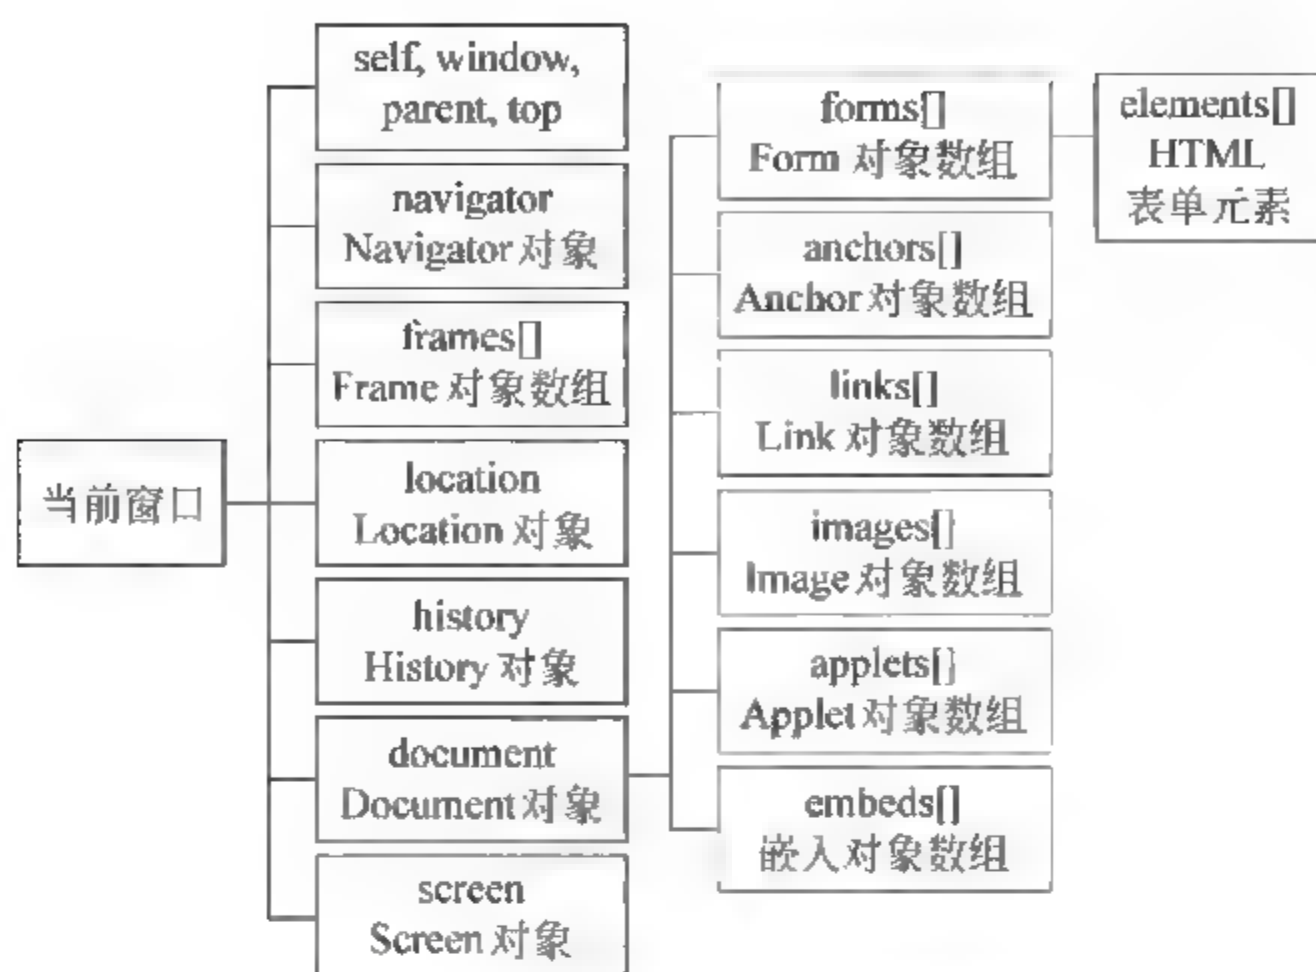 self, window,
parent, top
navigator
Navigator 对象
frames[]
Frame 对象数组
当前窗口
location
Location 对象
history
History 对象
document
Document 对象
screen
Screen 对象
forms[]
Form 对象数组
anchors[]
Anchor 对象数组
links[]
Link 对象数组
images[]
Image 对象数组
applets[]
Applet 对象数组
embeds[]
嵌入对象数组
elements[]
HTML
表单元素